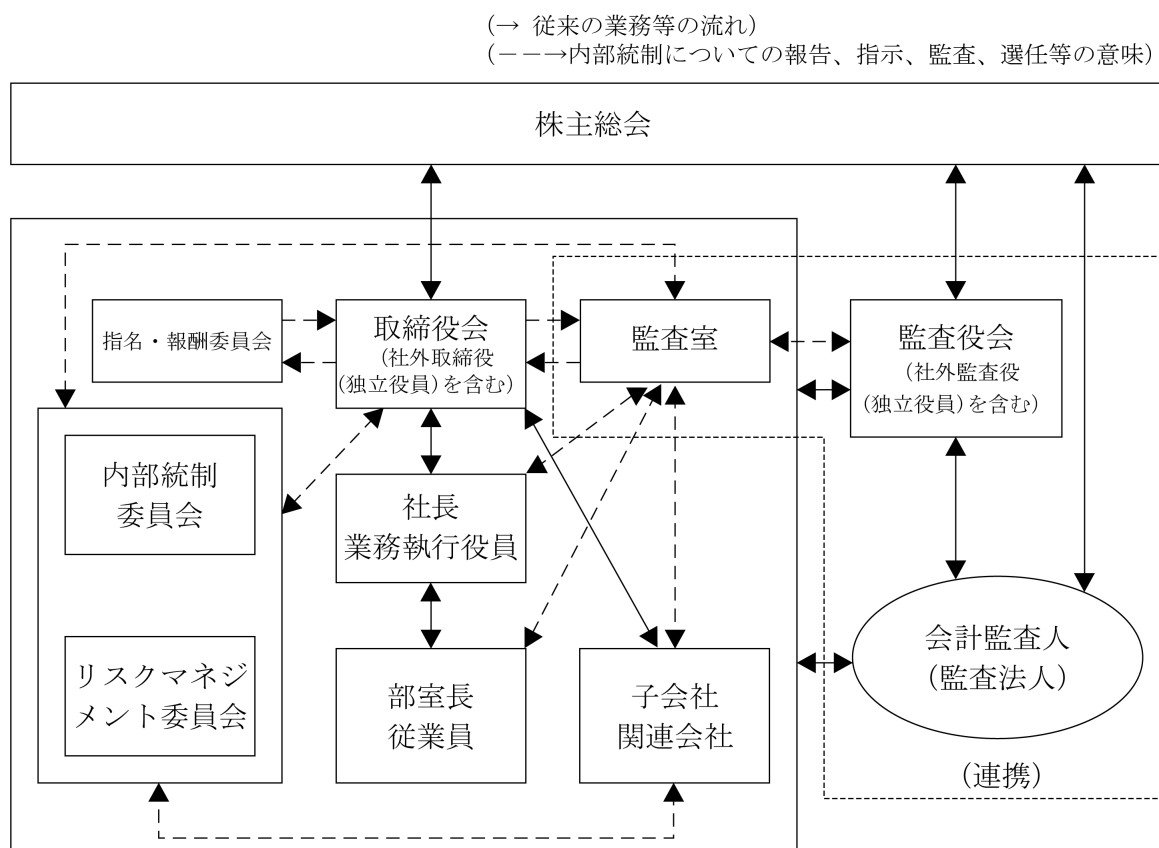 (→ 従来の業務等の流れ)
(－－→内部統制についての報告、指示、監査、選任等の意味)
株主総会
指名・報酬委員会
取締役会
(社外取締役
(独立役員)を含む)
監査室
監査役会
(社外監査役
(独立役員)を含む)
内部統制
委員会
社長
業務執行役員
リスクマネジ
メント委員会
部室長
従業員
子会社
関連会社
会計監査人
(監査法人)
(連携)